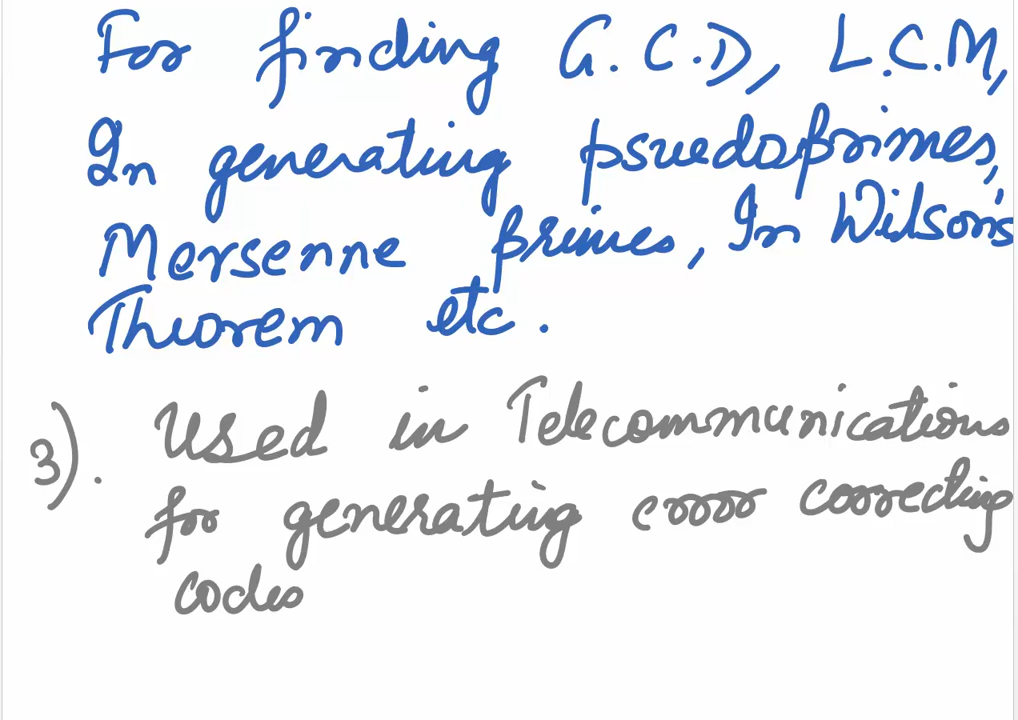 For finding G.C.D, L.C.M,
In generating psuedoprimes,
Mersenne primes, In Wilson's
Theorem etc.
3). Used in Telecommunications
for generating error correcting
codes